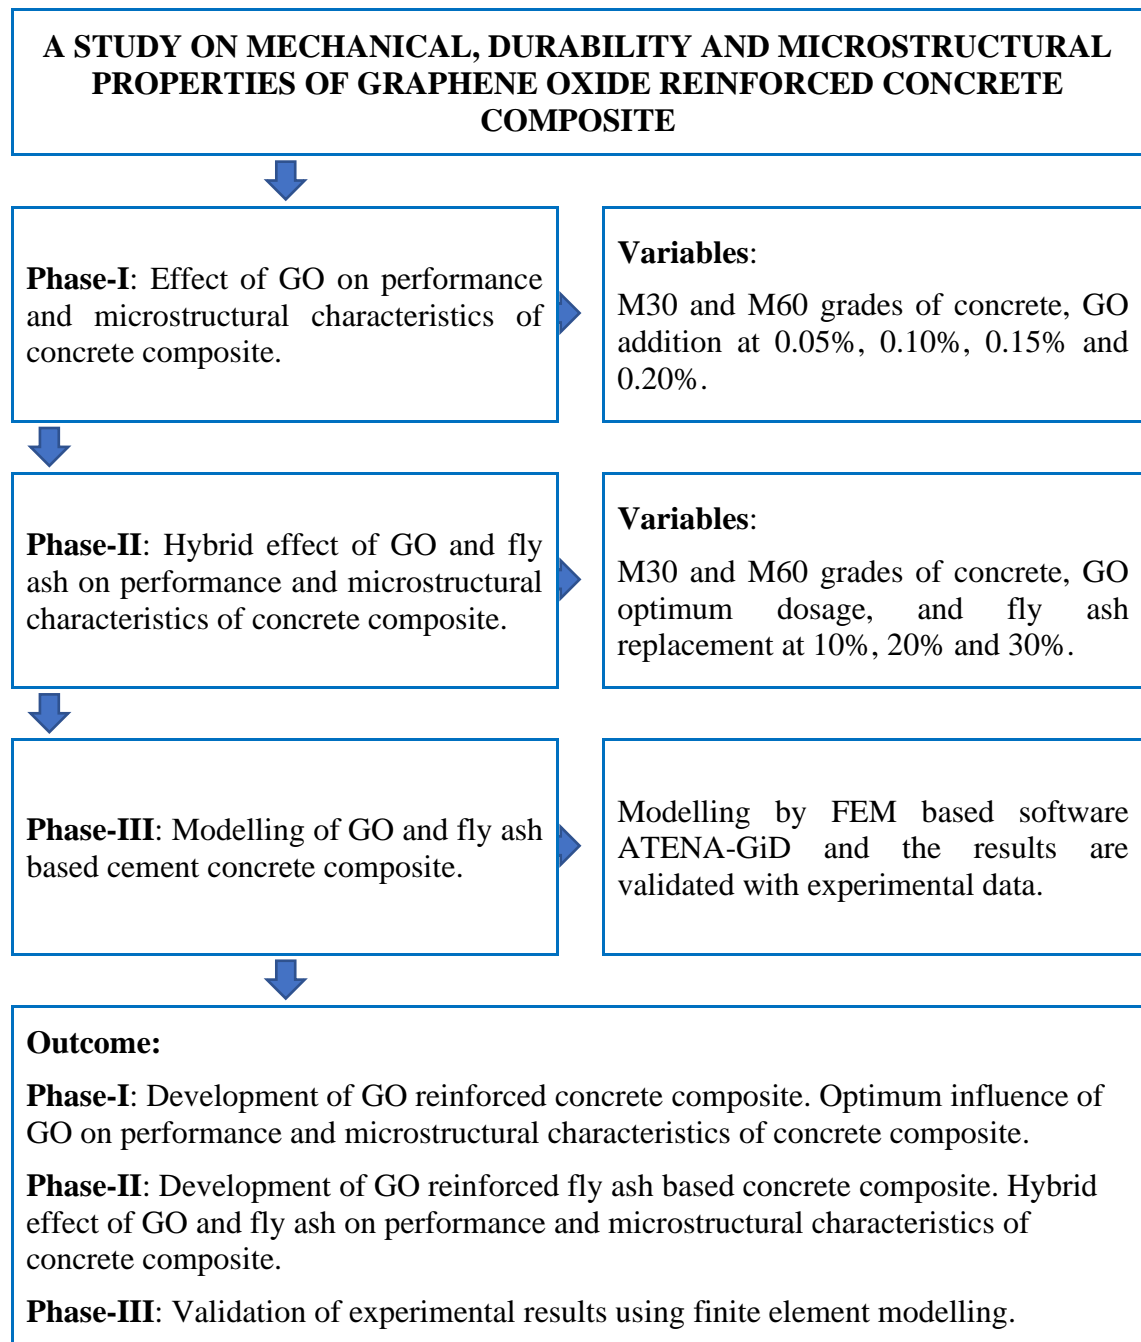 A STUDY ON MECHANICAL, DURABILITY AND MICROSTRUCTURAL
PROPERTIES OF GRAPHENE OXIDE REINFORCED CONCRETE
COMPOSITE
Phase-I: Effect of GO on performance
and microstructural characteristics of
concrete composite.
Variables:
M30 and M60 grades of concrete, GO
addition at 0.05%, 0.10%, 0.15% and
0.20%.
Phase-II: Hybrid effect of GO and fly
ash on performance and microstructural
characteristics of concrete composite.
Variables:
M30 and M60 grades of concrete, GO
optimum dosage, and fly ash
replacement at 10%, 20% and 30%.
Phase-III: Modelling of GO and fly ash
based cement concrete composite.
Modelling by FEM based software
ATENA-GiD and the results are
validated with experimental data.
Outcome:
Phase-I: Development of GO reinforced concrete composite. Optimum influence of
GO on performance and microstructural characteristics of concrete composite.
Phase-II: Development of GO reinforced fly ash based concrete composite. Hybrid
effect of GO and fly ash on performance and microstructural characteristics of
concrete composite.
Phase-III: Validation of experimental results using finite element modelling.